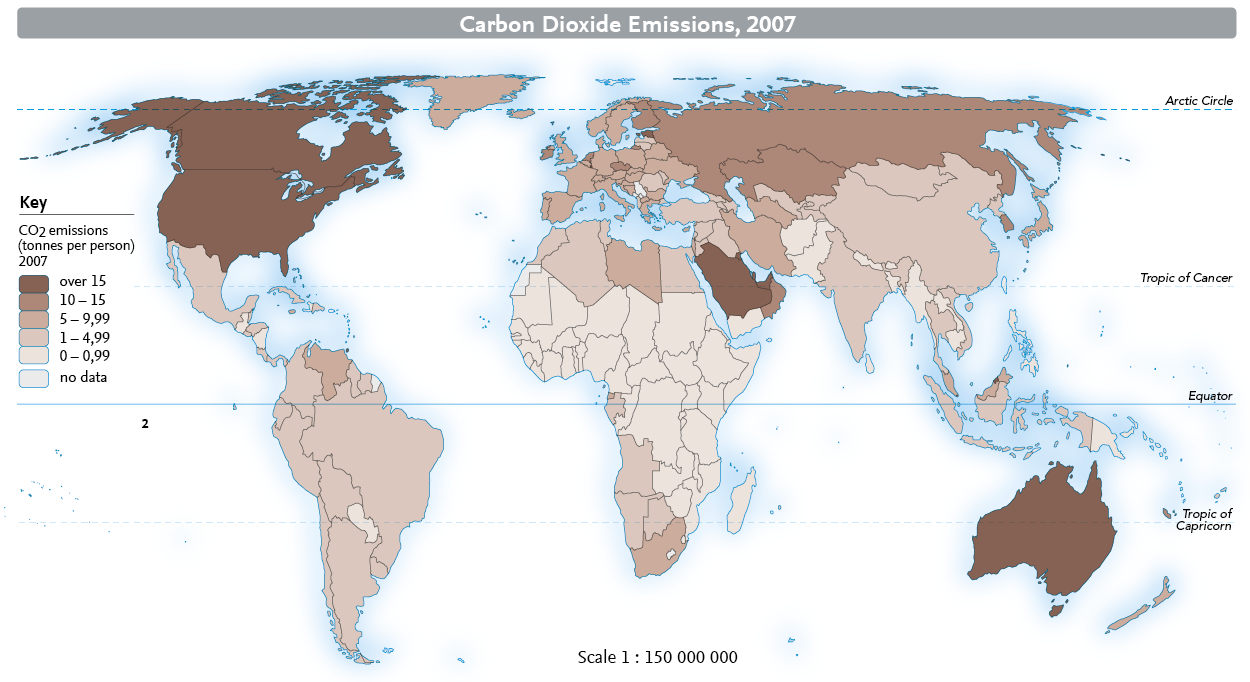 Carbon Dioxide Emissions, 2007
Arctic Circle
Key
CO2 emissions
(tonnes per person)
2007
over 15
10 – 15
5 – 9,99
1 – 4,99
0 – 0,99
no data
Tropic of Cancer
Equator
2
Tropic of
Capricorn
Scale 1 : 150 000 000